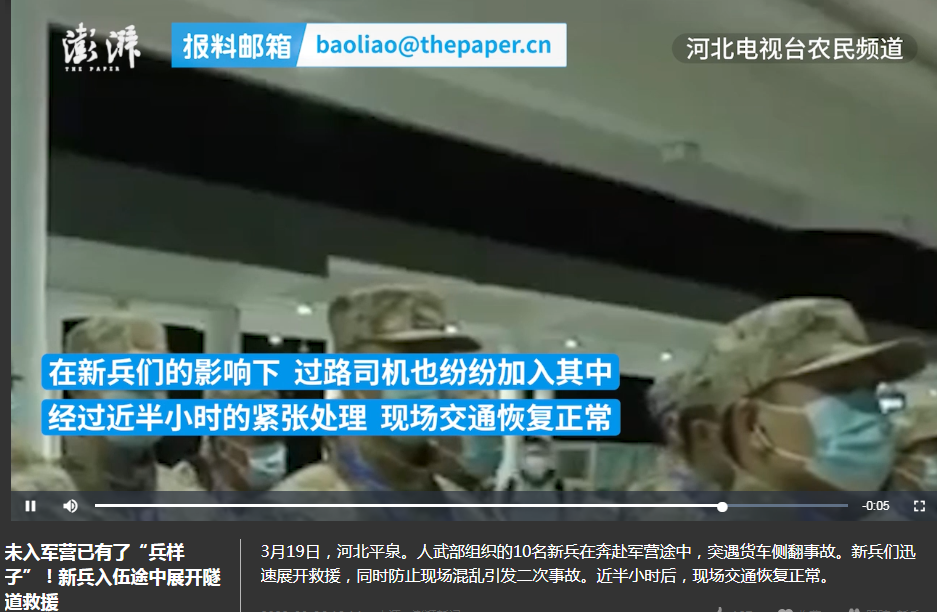 澎湃
THE PAPER
报料邮箱 baoliao@thepaper.cn
河北电视台农民频道
在新兵们的影响下 过路司机也纷纷加入其中
经过近半小时的紧张处理 现场交通恢复正常
-0:05
未入军营已有了“兵样
子”！新兵入伍途中展开隧
道救援
3月19日，河北平泉。人武部组织的10名新兵在奔赴军营途中，突遇货车侧翻事故。新兵们迅
速展开救援，同时防止现场混乱引发二次事故。近半小时后，现场交通恢复正常。